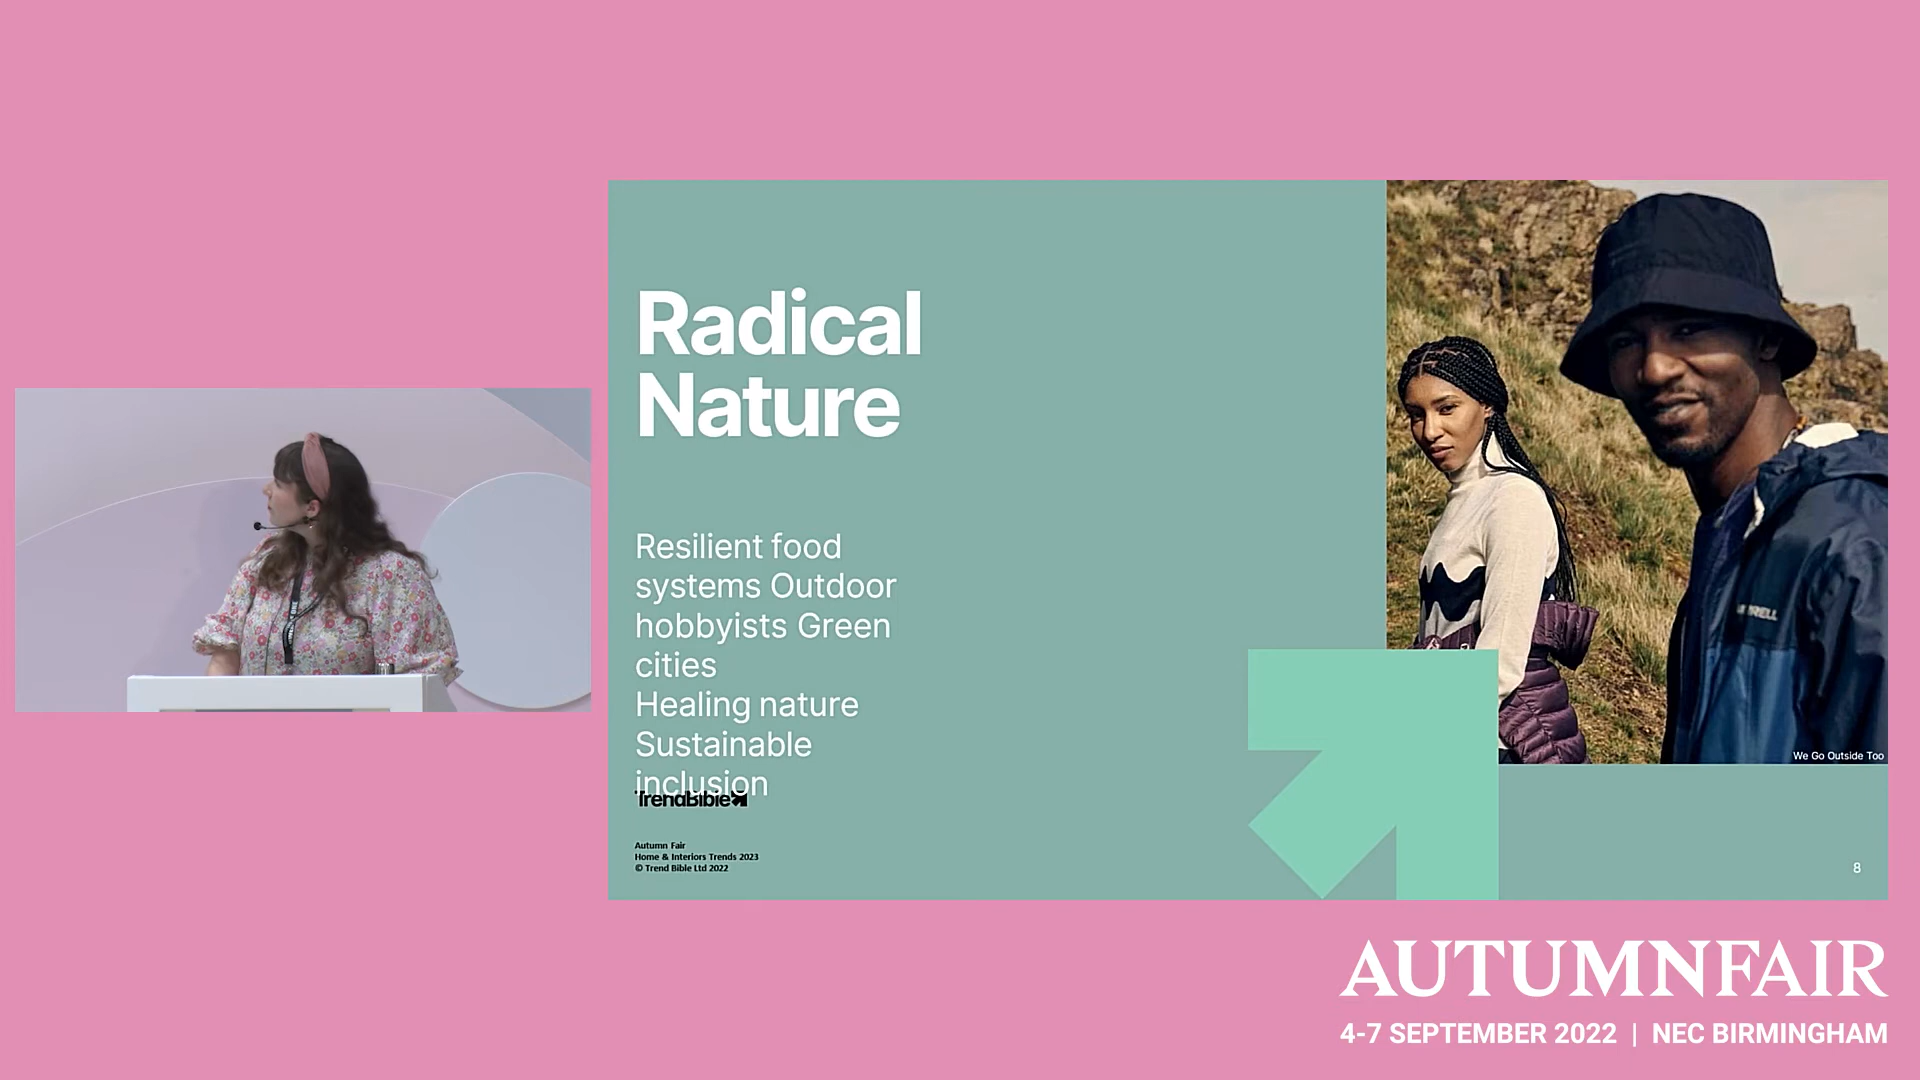 Radical
Nature
Resilient food
systems Outdoor
hobbyists Green
cities
Healing nature
Sustainable
inclusion
TrendBible
Autumn Fair
Home & Interiors Trends 2023
© Trend Bible Ltd 2022
We Go Outside Too
8
AUTUMNFAIR
4-7 SEPTEMBER 2022 | NEC BIRMINGHAM